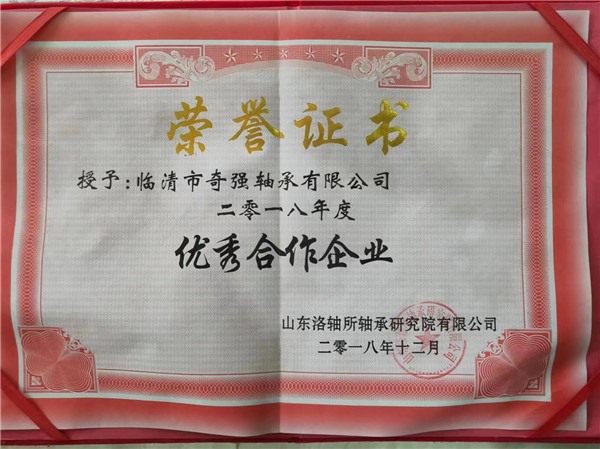 荣誉证书
授予:临清市奇强轴承有限公司
二零一八年度
优秀合作企业
山东洛轴所轴承研究院有限公司
二零一八年十二月